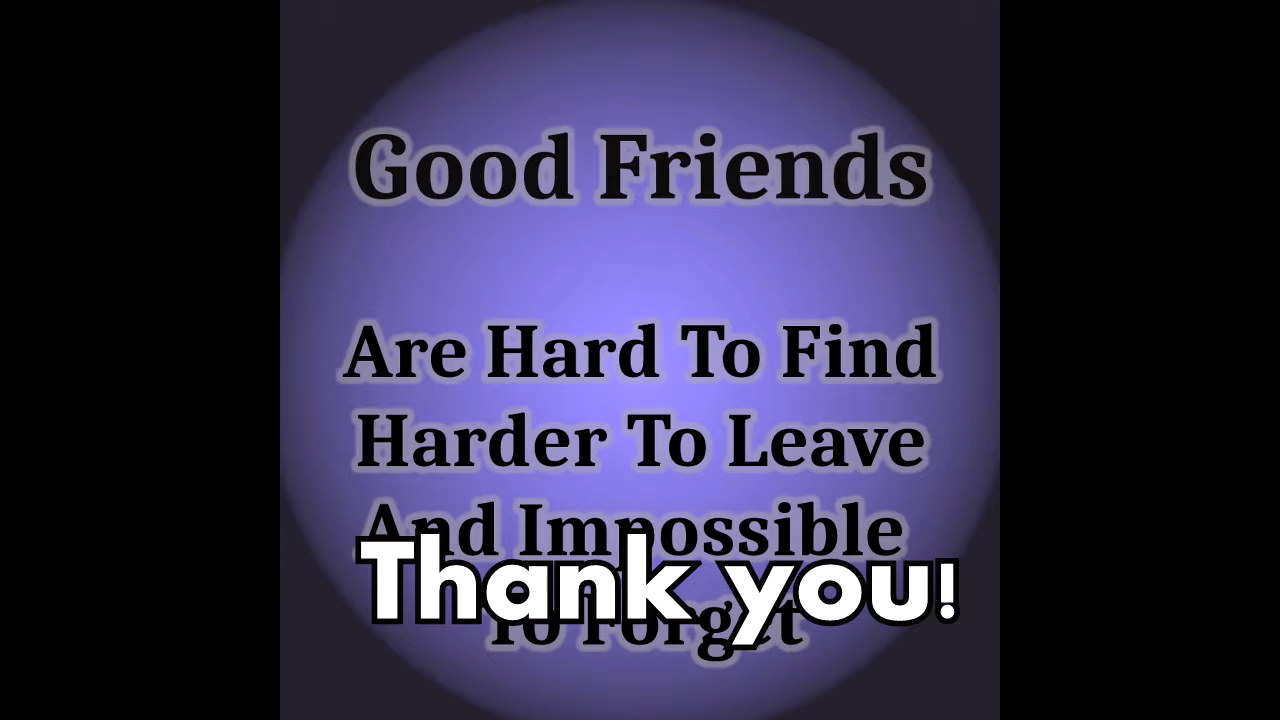 Good Friends
Are Hard To Find
Harder To Leave
And Impossible
To Forget
Thank you!